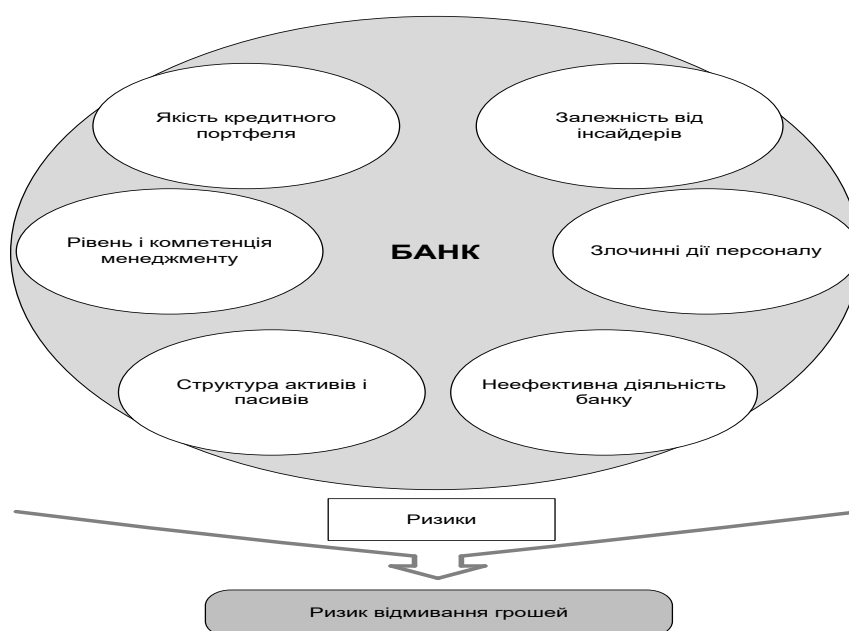 Якість кредитного
портфеля
Залежність від
інсайдерів
Рівень і компетенція
менеджменту
БАНК
Злочинні дії персоналу
Структура активів і
пасивів
Неефективна діяльність
банку
Ризики
Ризик відмивання грошей